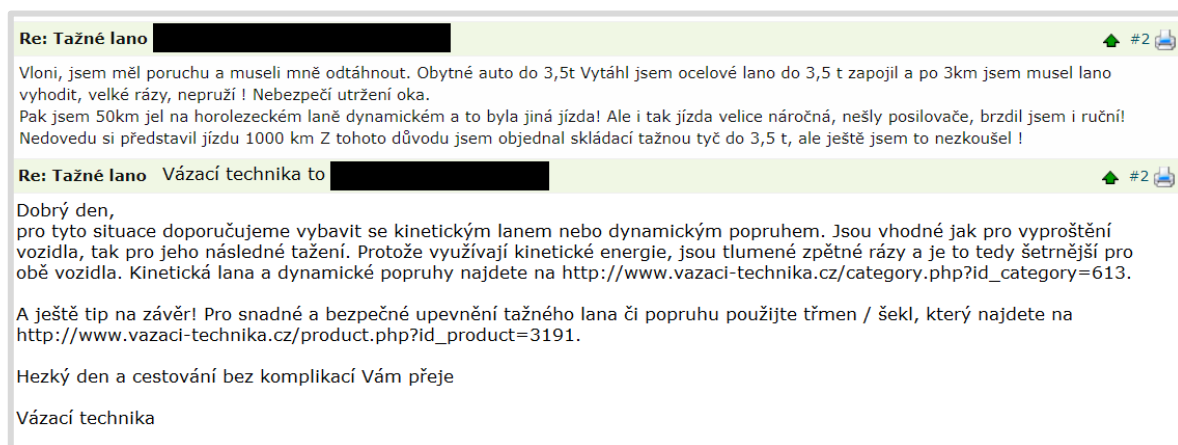 Re: Tažné lano
#2
Vloni, jsem měl poruchu a museli mně odtáhnout. Obytné auto do 3,5t Vytáhl jsem ocelové lano do 3,5 t zapojil a po 3km jsem musel lano
vyhodit, velké rázy, nepruží ! Nebezpečí utržení oka.
Pak jsem 50km jel na horolezeckém laně dynamickém a to byla jiná jízda! Ale i tak jízda velice náročná, nešly posilovače, brzdil jsem i ruční!
Nedovedu si představil jízdu 1000 km Z tohoto důvodu jsem objednal skládací tažnou tyč do 3,5 t, ale ještě jsem to nezkoušel !
Re: Tažné lano Vázací technika to
#2
Dobrý den,
pro tyto situace doporučujeme vybavit se kinetickým lanem nebo dynamickým popruhem. Jsou vhodné jak pro vyproštění
vozidla, tak pro jeho následné tažení. Protože využívají kinetické energie, jsou tlumené zpětné rázy a je to tedy šetrnější pro
obě vozidla. Kinetická lana a dynamické popruhy najdete na http://www.vazaci-technika.cz/category.php?id_category=613.
A ještě tip na závěr! Pro snadné a bezpečné upevnění tažného lana či popruhu použijte třmen / šekl, který najdete na
http://www.vazaci-technika.cz/product.php?id_product=3191.
Hezký den a cestování bez komplikací Vám přeje
Vázací technika